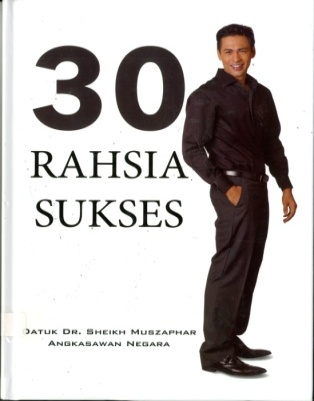 30
RAHSIA
SUKSES
DATUK DR. SHEIKH MUSZAPHAR
ANGKASAWAN NEGARA